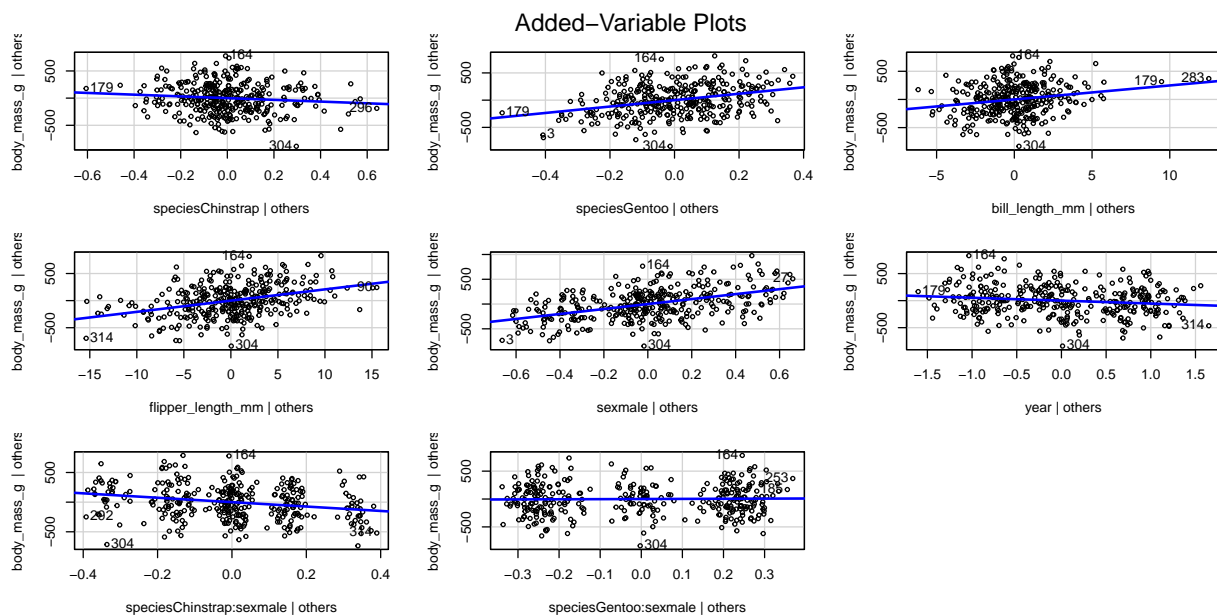 Added−Variable Plots
body_mass_g | others
500
−500
164
179
296
304
−0.6 −0.4 −0.2 0.0 0.2 0.4 0.6
speciesChinstrap | others
body_mass_g | others
500
−500
164
179
3
304
−0.4 −0.2 0.0 0.2 0.4
speciesGentoo | others
body_mass_g | others
500
−500
164
179 283
304
−5 0 5 10
bill_length_mm | others
body_mass_g | others
500
−500
164
314
304
−15 −10 −5 0 5 10 15
flipper_length_mm | others
body_mass_g | others
500
−500
164
273
3
304
−0.6 −0.4 −0.2 0.0 0.2 0.4 0.6
sexmale | others
body_mass_g | others
500
−500
164
179
314
304
−1.5 −1.0 −0.5 0.0 0.5 1.0 1.5
year | others
body_mass_g | others
500
−500
164
292
304
−0.4 −0.2 0.0 0.2 0.4
speciesChinstrap:sexmale | others
body_mass_g | others
500
−500
164
253
304
−0.3 −0.2 −0.1 0.0 0.1 0.2 0.3
speciesGentoo:sexmale | others